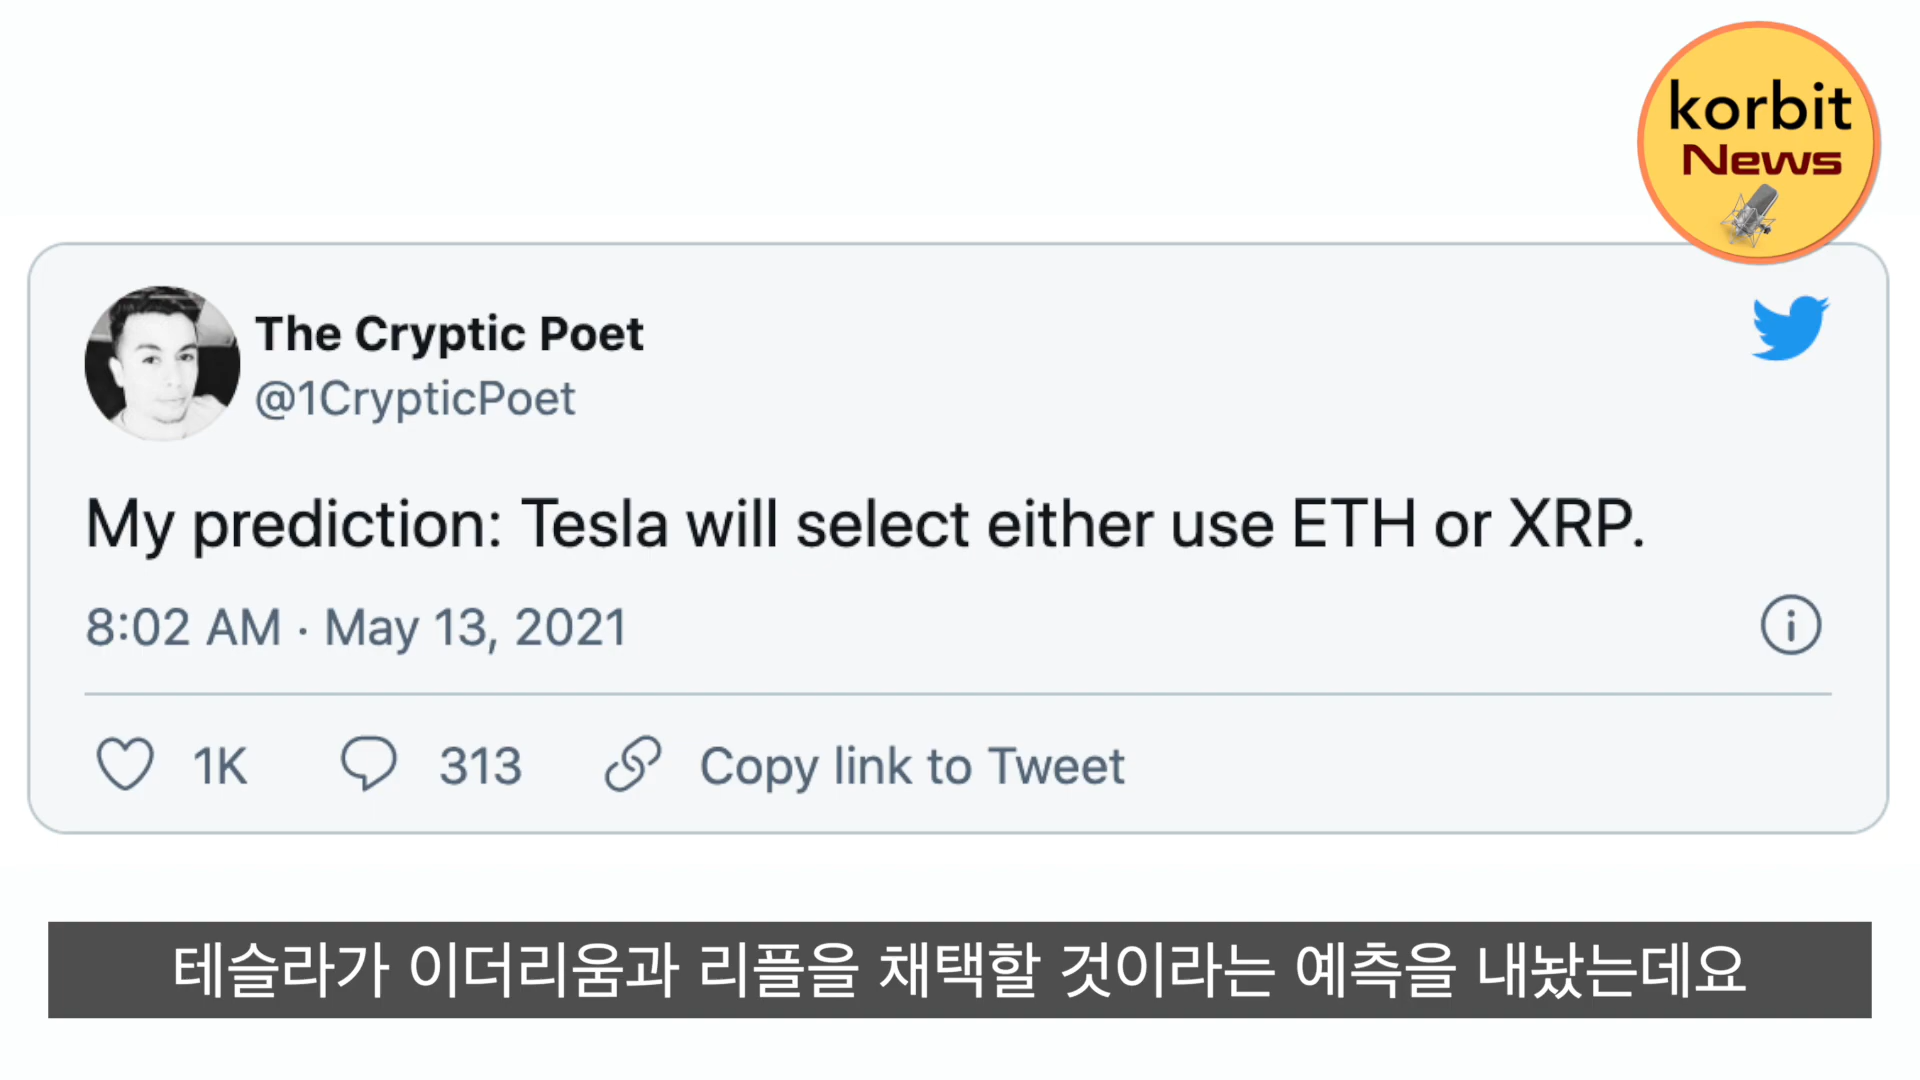 korbit
News
The Cryptic Poet
@1CrypticPoet
My prediction: Tesla will select either use ETH or XRP.
8:02 AM · May 13, 2021
1K 313 Copy link to Tweet
테슬라가 이더리움과 리플을 채택할 것이라는 예측을 내놨는데요